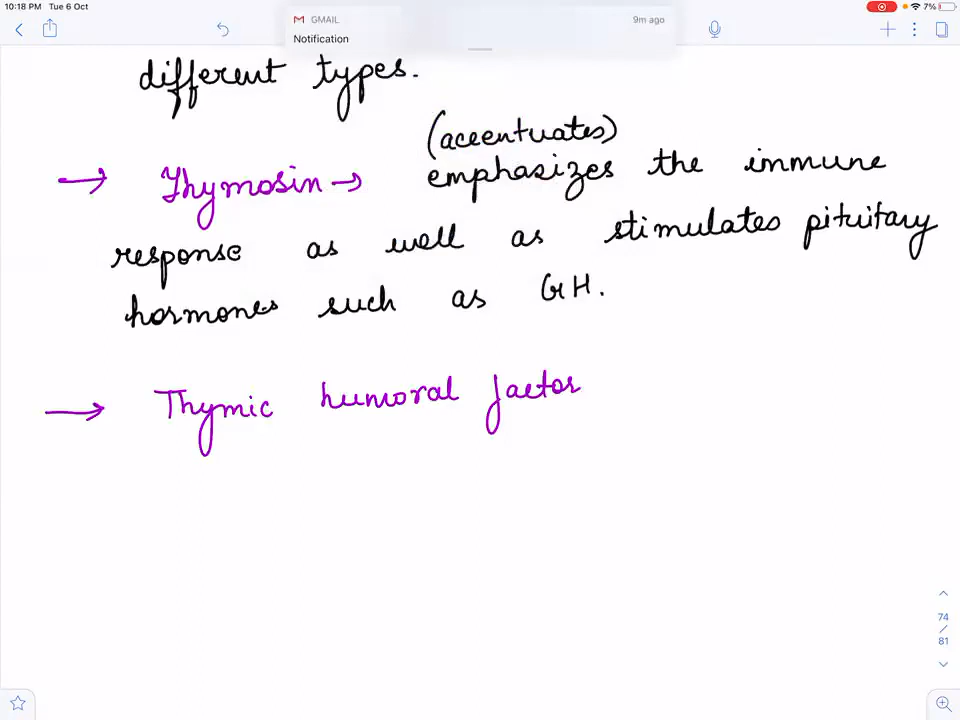 10:18 PM Tue 6 Oct
GMAIL 9m ago
7%
Notification
different types.
(accentuates)
→ Thymosin → emphasizes the immune
response as well as stimulates pituitary
hormones such as GH.
→ Thymic humoral factor
74
/
81